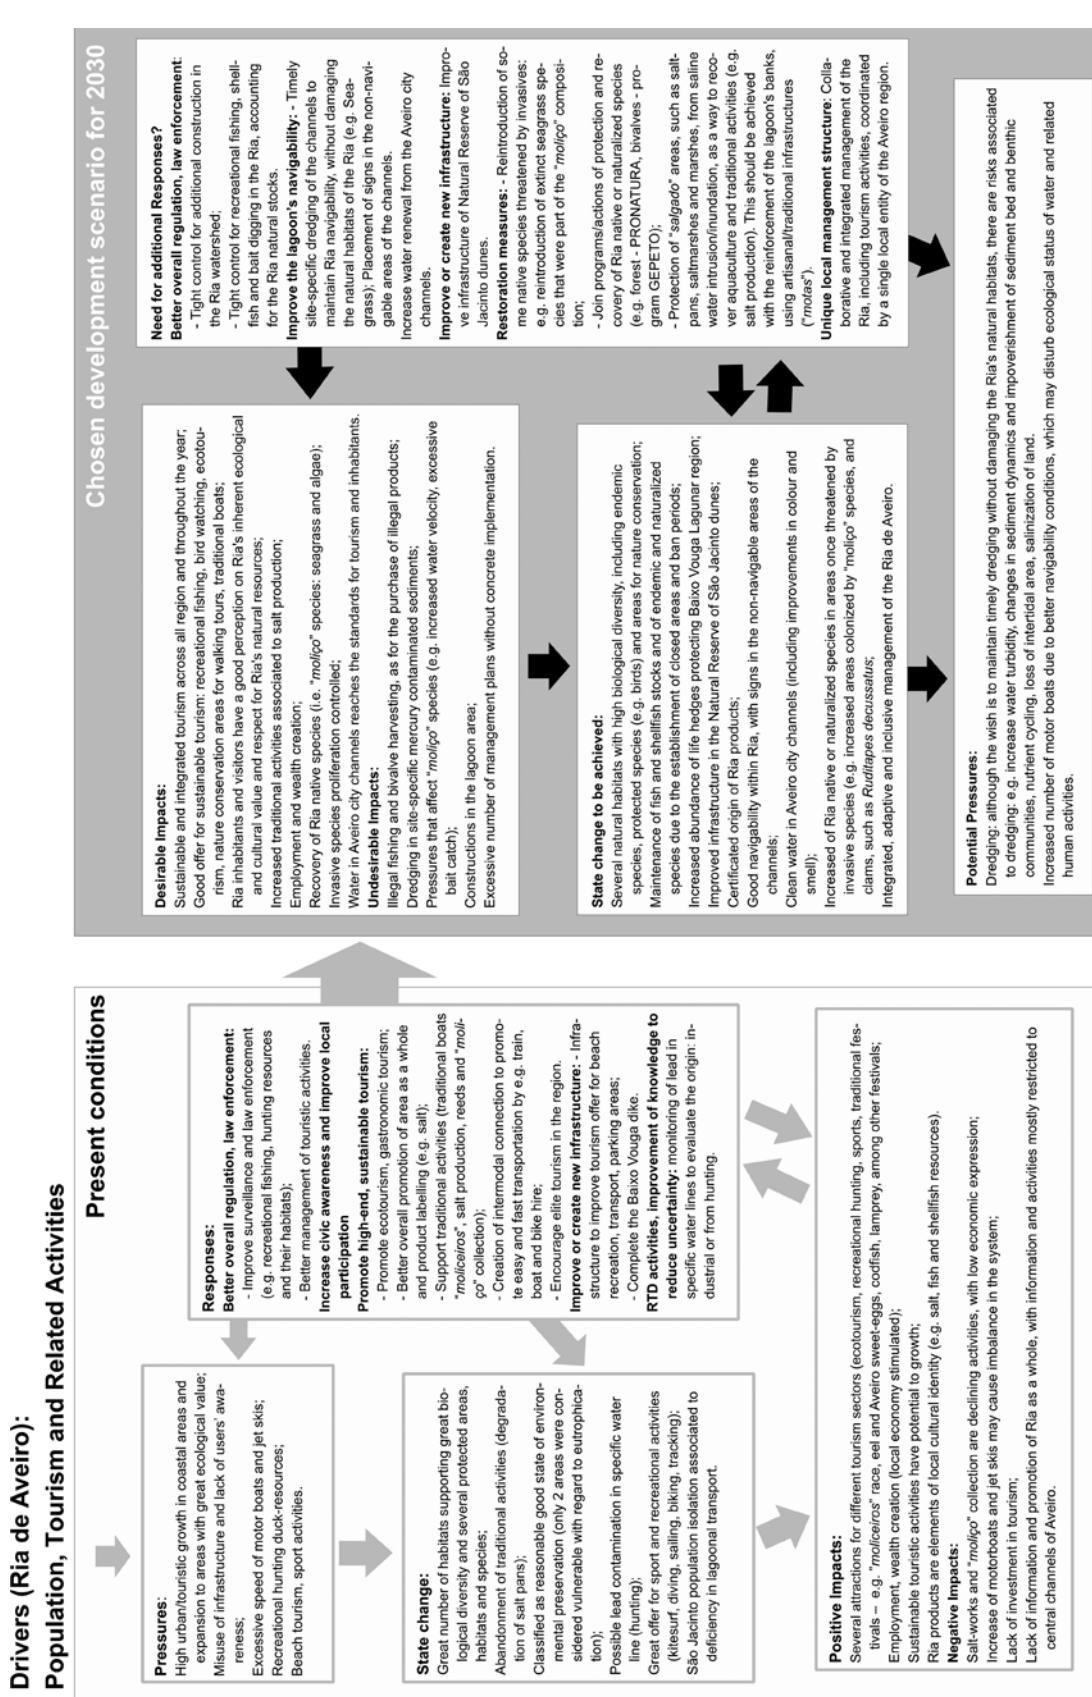 Drivers (Ria de Aveiro):
Population, Tourism and Related Activities
Present conditions
Pressures:
High urban/touristic growth in coastal areas and
expansion to areas with great ecological value;
Misuse of infrastructure and lack of users' awa-
reness;
Excessive speed of motor boats and jet skis;
Recreational hunting duck-resources;
Beach tourism, sport activities.
Responses:
Better overall regulation, law enforcement:
- Improve surveillance and law enforcement
(e.g. recreational fishing, hunting resources
and their habitats);
- Better management of touristic activities.
Increase civic awareness and improve local
participation
Promote high-end, sustainable tourism:
- Promote ecotourism, gastronomic tourism;
- Better overall promotion of area as a whole
and product labelling (e.g. salt);
- Support traditional activities (traditional boats
"moliceiros", salt production, reeds and "moli-
ço" collection);
- Creation of intermodal connection to promo-
te easy and fast transportation by e.g. train,
boat and bike hire;
- Encourage elite tourism in the region.
Improve or create new infrastructure: - Infra-
structure to improve tourism offer for beach
recreation, transport, parking areas;
- Complete the Baixo Vouga dike.
RTD activities, improvement of knowledge to
reduce uncertainty: monitoring of lead in
specific water lines to evaluate the origin: in-
dustrial or from hunting.
State change:
Great number of habitats supporting great bio-
logical diversity and several protected areas,
habitats and species;
Abandonment of traditional activities (degrada-
tion of salt pans);
Classified as reasonable good state of environ-
mental preservation (only 2 areas were con-
sidered vulnerable with regard to eutrophica-
tion);
Possible lead contamination in specific water
line (hunting);
Great offer for sport and recreational activities
(kitesurf, diving, sailing, biking, tracking);
São Jacinto population isolation associated to
deficiency in lagoonal transport.
Positive Impacts:
Several attractions for different tourism sectors (ecotourism, recreational hunting, sports, traditional fes-
tivals – e.g. "moliceiros" race, eel and Aveiro sweet-eggs, codfish, lamprey, among other festivals;
Employment, wealth creation (local economy stimulated);
Sustainable touristic activities have potential to growth;
Ria products are elements of local cultural identity (e.g. salt, fish and shellfish resources).
Negative Impacts:
Salt-works and "moliço" collection are declining activities, with low economic expression;
Increase of motorboats and jet skis may cause imbalance in the system;
Lack of investment in tourism;
Lack of information and promotion of Ria as a whole, with information and activities mostly restricted to
central channels of Aveiro.
Chosen development scenario for 2030
Desirable Impacts:
Sustainable and integrated tourism across all region and throughout the year;
Good offer for sustainable tourism: recreational fishing, bird watching, ecotou-
rism, nature conservation areas for walking tours, traditional boats;
Ria inhabitants and visitors have a good perception on Ria's inherent ecological
and cultural value and respect for Ria's natural resources;
Increased traditional activities associated to salt production;
Employment and wealth creation;
Recovery of Ria native species (i.e. "moliço" species: seagrass and algae);
Invasive species proliferation controlled;
Water in Aveiro city channels reaches the standards for tourism and inhabitants.
Undesirable Impacts:
Illegal fishing and bivalve harvesting, as for the purchase of illegal products;
Dredging in site-specific mercury contaminated sediments;
Pressures that affect "moliço" species (e.g. increased water velocity, excessive
bait catch);
Constructions in the lagoon area;
Excessive number of management plans without concrete implementation.
Need for additional Responses?
Better overall regulation, law enforcement:
- Tight control for additional construction in
the Ria watershed;
- Tight control for recreational fishing, shell-
fish and bait digging in the Ria, accounting
for the Ria natural stocks.
Improve the lagoon's navigability: - Timely
site-specific dredging of the channels to
maintain Ria navigability, without damaging
the natural habitats of the Ria (e.g. Sea-
grass); Placement of signs in the non-navi-
gable areas of the channels.
Increase water renewal from the Aveiro city
channels.
Improve or create new infrastructure: Impro-
ve infrastructure of Natural Reserve of São
Jacinto dunes.
Restoration measures: - Reintroduction of so-
me native species threatened by invasives:
e.g. reintroduction of extinct seagrass spe-
cies that were part of the "moliço" composi-
tion;
- Join programs/actions of protection and re-
covery of Ria native or naturalized species
(e.g. forest - PRONATURA, bivalves - pro-
gram GEPETO);
- Protection of "salgado" areas, such as salt-
pans, saltmarshes and marshes, from saline
water intrusion/inundation, as a way to reco-
ver aquaculture and traditional activities (e.g.
salt production). This should be achieved
with the reinforcement of the lagoon's banks,
using artisanal/traditional infrastructures
("motas").
Unique local management structure: Colla-
borative and integrated management of the
Ria, including tourism activities, coordinated
by a single local entity of the Aveiro region.
State change to be achieved:
Several natural habitats with high biological diversity, including endemic
species, protected species (e.g. birds) and areas for nature conservation;
Maintenance of fish and shellfish stocks and of endemic and naturalized
species due to the establishment of closed areas and ban periods;
Increased abundance of life hedges protecting Baixo Vouga Lagunar region;
Improved infrastructure in the Natural Reserve of São Jacinto dunes;
Certificated origin of Ria products;
Good navigability within Ria, with signs in the non-navigable areas of the
channels;
Clean water in Aveiro city channels (including improvements in colour and
smell);
Increased of Ria native or naturalized species in areas once threatened by
invasive species (e.g. increased areas colonized by "moliço" species, and
clams, such as Ruditapes decussatus;
Integrated, adaptive and inclusive management of the Ria de Aveiro.
Potential Pressures:
Dredging: although the wish is to maintain timely dredging without damaging the Ria's natural habitats, there are risks associated
to dredging: e.g. increase water turbidity, changes in sediment dynamics and impoverishment of sediment bed and benthic
communities, nutrient cycling, loss of intertidal area, salinization of land.
Increased number of motor boats due to better navigability conditions, which may disturb ecological status of water and related
human activities.